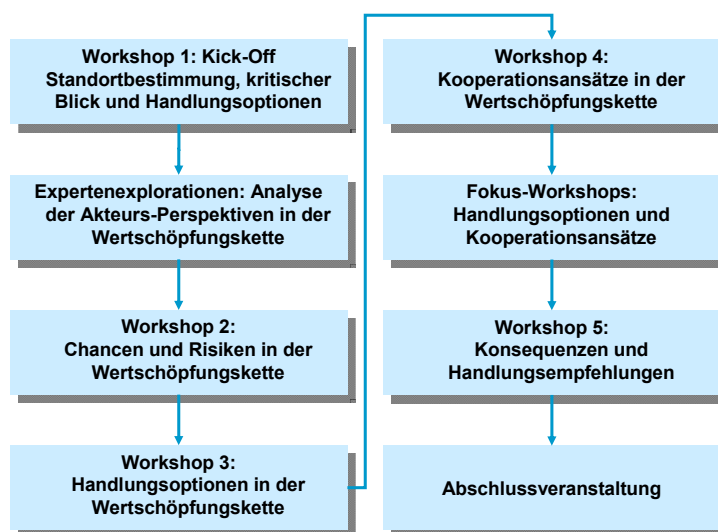 Workshop 1: Kick-Off
Standortbestimmung, kritischer
Blick und Handlungsoptionen
Expertenexplorationen: Analyse
der Akteurs-Perspektiven in der
Wertschöpfungskette
Workshop 2:
Chancen und Risiken in der
Wertschöpfungskette
Workshop 3:
Handlungsoptionen in der
Wertschöpfungskette
Workshop 4:
Kooperationsansätze in der
Wertschöpfungskette
Fokus-Workshops:
Handlungsoptionen und
Kooperationsansätze
Workshop 5:
Konsequenzen und
Handlungsempfehlungen
Abschlussveranstaltung